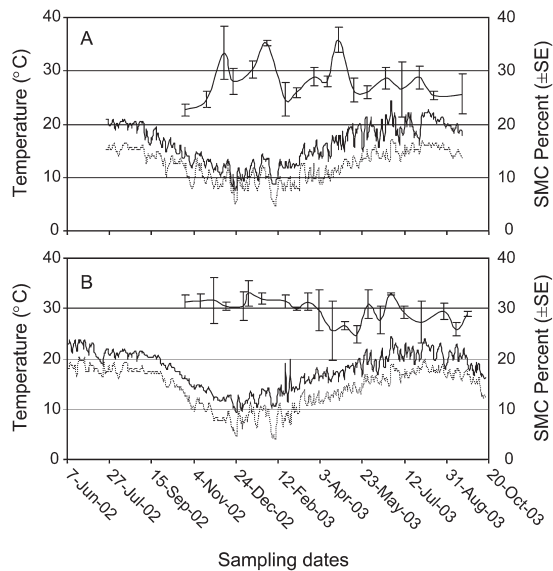 A
40
30
20
10
0
Temperature (°C)
40
30
20
10
0
SMC Percent (±SE)
B
40
30
20
10
0
Temperature (°C)
40
30
20
10
0
SMC Percent (±SE)
7-Jun-02
27-Jul-02
15-Sep-02
4-Nov-02
24-Dec-02
12-Feb-03
3-Apr-03
23-May-03
12-Jul-03
31-Aug-03
20-Oct-03
Sampling dates